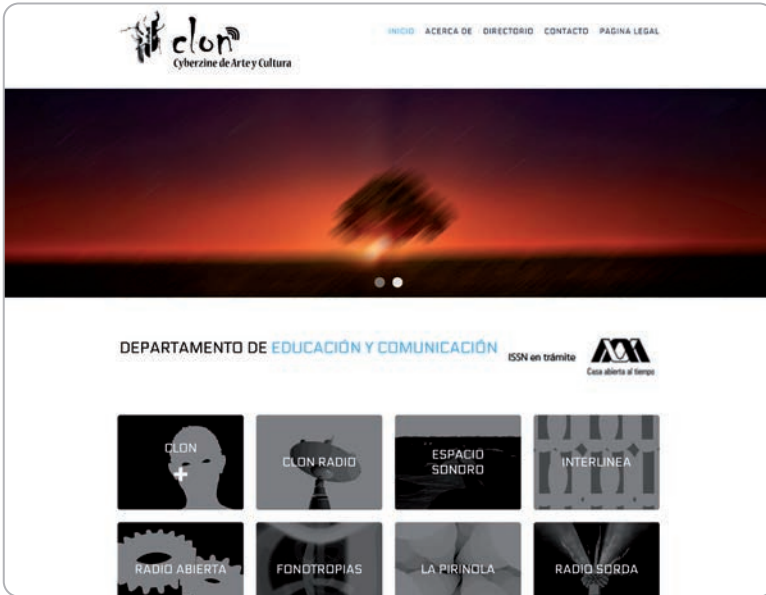 clon
Cyberzine de Arte y Cultura
INICIO ACERCA DE DIRECTORIO CONTACTO PAGINA LEGAL
DEPARTAMENTO DE EDUCACIÓN Y COMUNICACIÓN
ISSN en trámite
Casa abierta al tiempo
CLON
CLON RADIO
ESPACIO
SONORO
INTERLINEA
RADIO ABIERTA
FONOTROPIAS
LA PIRINOLA
RADIO SORDA